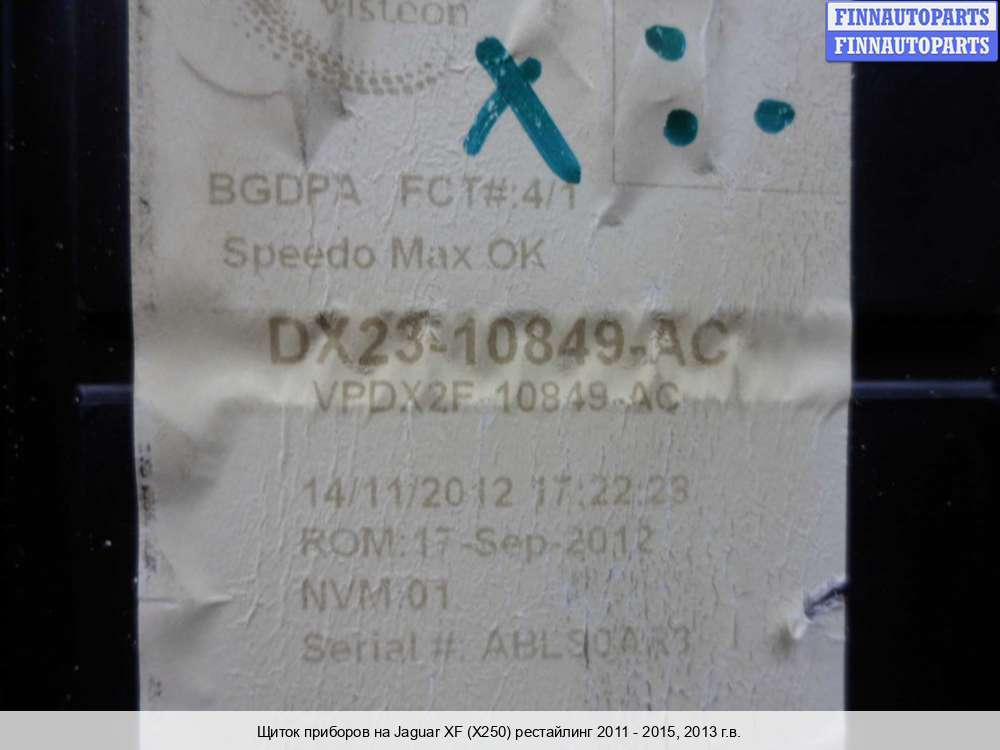 FINNAUTOPARTS
FINNAUTOPARTS
Visteon
BGDPA FCT#:4/1
Speedo Max OK
DX23-10849-AC
VPDX2F-10849-AC
14/11/2012 17:22:23
ROM:17-Sep-2012
NVM:01
Serial #:
Щиток приборов на Jaguar XF (X250) рестайлинг 2011 - 2015, 2013 г.в.